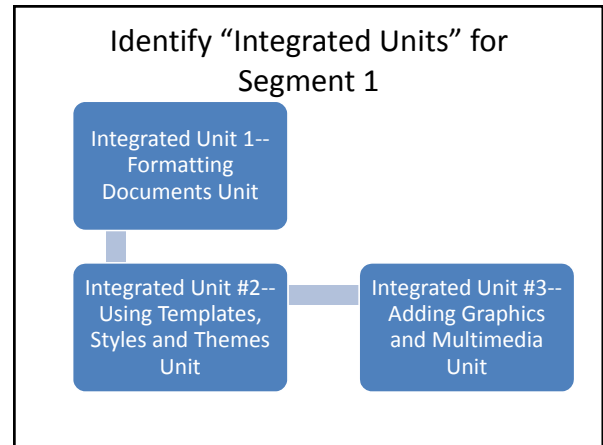 Identify “Integrated Units” for
Segment 1
Integrated Unit 1--
Formatting
Documents Unit
Integrated Unit #2--
Using Templates,
Styles and Themes
Unit
Integrated Unit #3--
Adding Graphics
and Multimedia
Unit